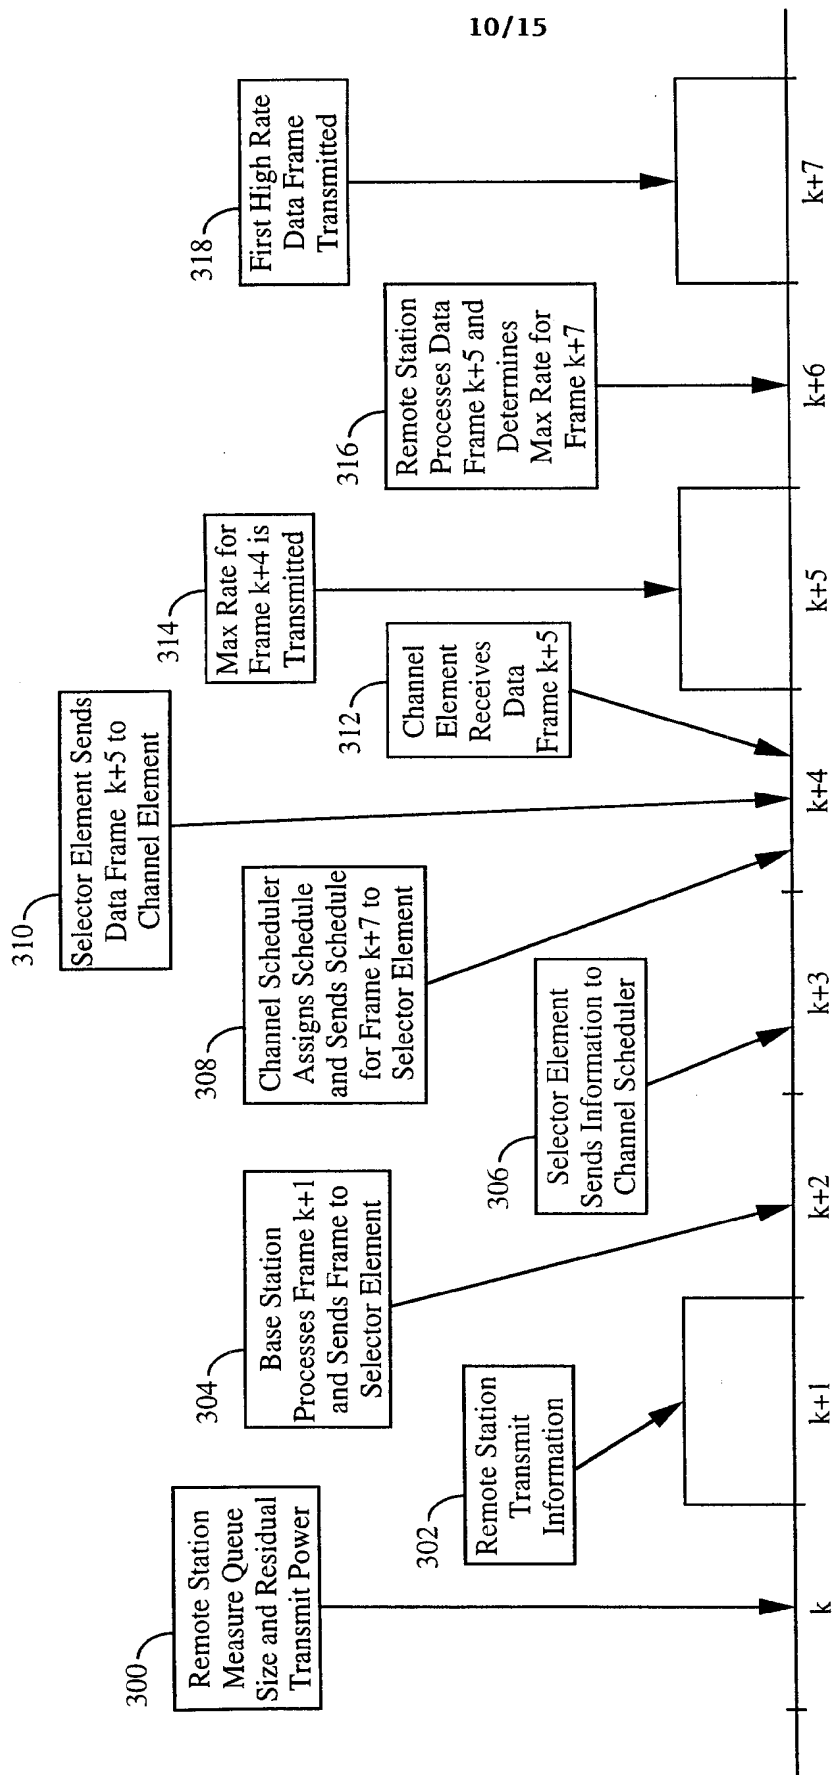 10/15
300
Remote Station
Measure Queue
Size and Residual
Transmit Power
302
Remote Station
Transmit
Information
304
Base Station
Processes Frame k+1
and Sends Frame to
Selector Element
306
Selector Element
Sends Information to
Channel Scheduler
308
Channel Scheduler
Assigns Schedule
and Sends Schedule
for Frame k+7 to
Selector Element
310
Selector Element Sends
Data Frame k+5 to
Channel Element
312
Channel
Element
Receives
Data
Frame k+5
314
Max Rate for
Frame k+4 is
Transmitted
316
Remote Station
Processes Data
Frame k+5 and
Determines
Max Rate for
Frame k+7
318
First High Rate
Data Frame
Transmitted
k
k+1
k+2
k+3
k+4
k+5
k+6
k+7